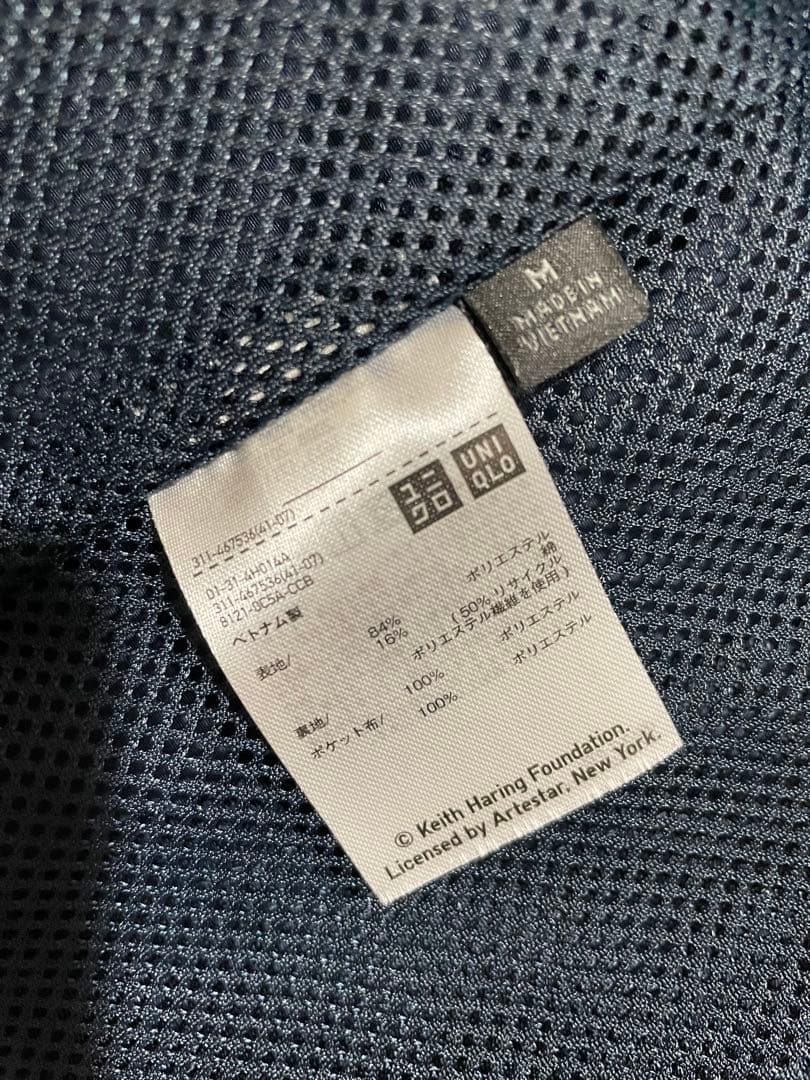 M
MADE IN
VIETNAM
ユニ
クロ
UNI
QLO
311-467536(41-07)
01-31-4H014A
311-467536(41-07)
8121-0C5A-CCB
ベトナム製
表地/ 84% ポリエステル
16% 綿
(50%リサイクル
ポリエステル繊維を使用)
裏地/ 100% ポリエステル
ポケット布/ 100% ポリエステル
© Keith Haring Foundation.
Licensed by Artestar, New York.